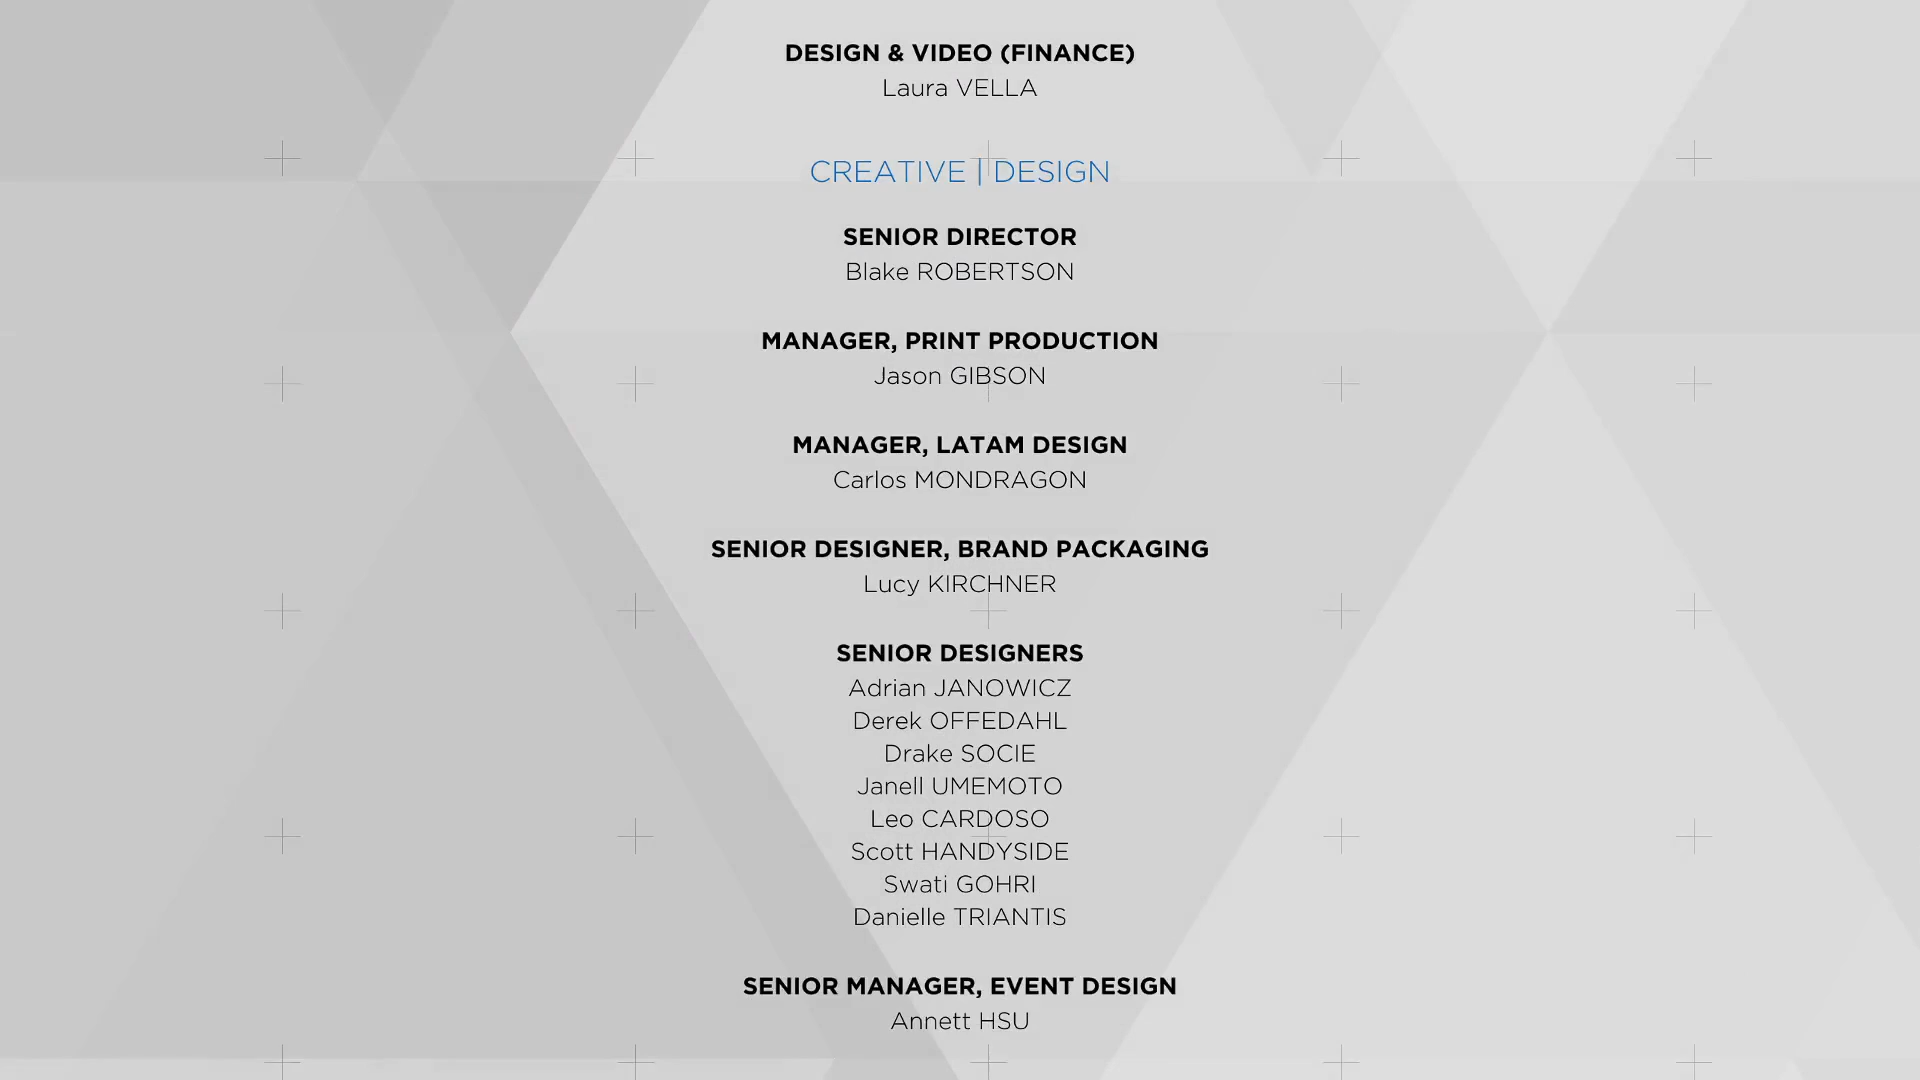 DESIGN & VIDEO (FINANCE)
Laura VELLA
CREATIVE | DESIGN
SENIOR DIRECTOR
Blake ROBERTSON
MANAGER, PRINT PRODUCTION
Jason GIBSON
MANAGER, LATAM DESIGN
Carlos MONDRAGON
SENIOR DESIGNER, BRAND PACKAGING
Lucy KIRCHNER
SENIOR DESIGNERS
Adrian JANOWICZ
Derek OFFEDAHL
Drake SOCIE
Janell UMEMOTO
Leo CARDOSO
Scott HANDYSIDE
Swati GOHRI
Danielle TRIANTIS
SENIOR MANAGER, EVENT DESIGN
Annett HSU